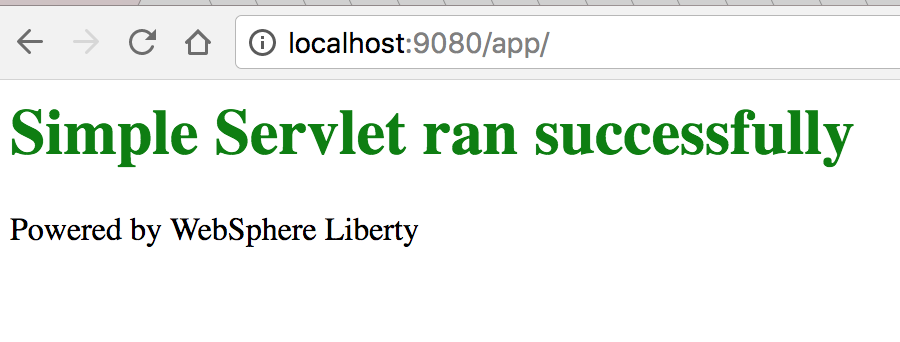 localhost:9080/app/
Simple Servlet ran successfully
Powered by WebSphere Liberty